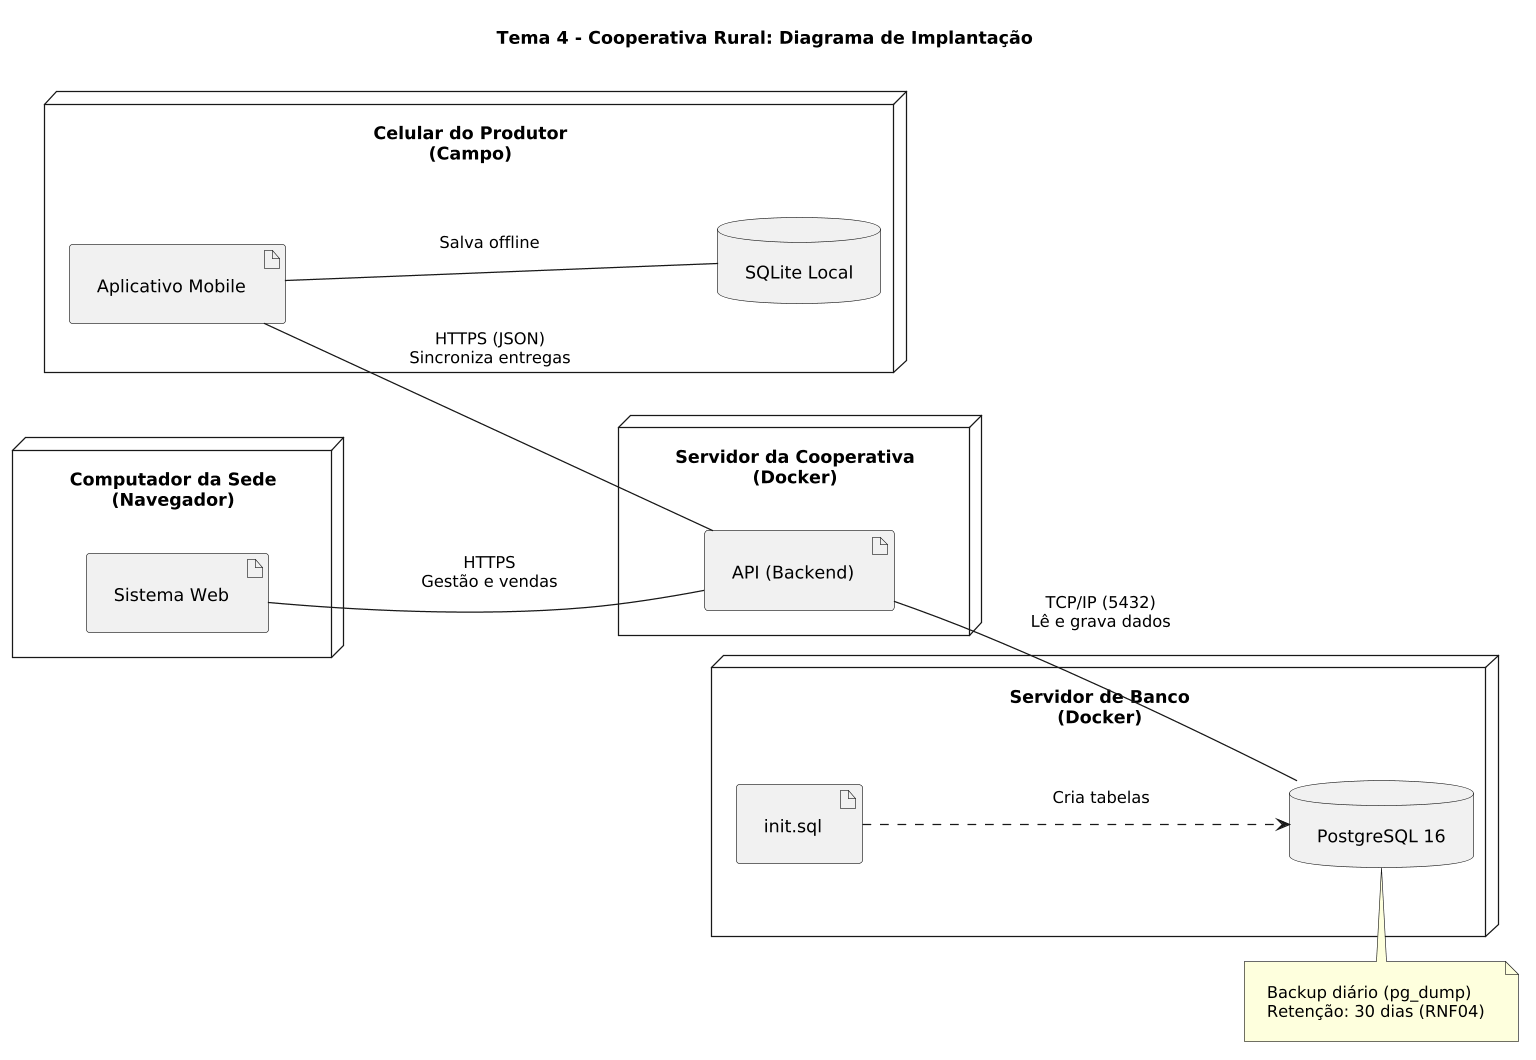 Tema 4 - Cooperativa Rural: Diagrama de Implantação
Celular do Produtor
(Campo)
Salva offline
Aplicativo Mobile
SQLite Local
HTTPS (JSON)
Sincroniza entregas
Computador da Sede
(Navegador)
Sistema Web
HTTPS
Gestão e vendas
Servidor da Cooperativa
(Docker)
API (Backend)
TCP/IP (5432)
Lê e grava dados
Servidor de Banco
(Docker)
init.sql
Cria tabelas
PostgreSQL 16
Backup diário (pg_dump)
Retenção: 30 dias (RNF04)